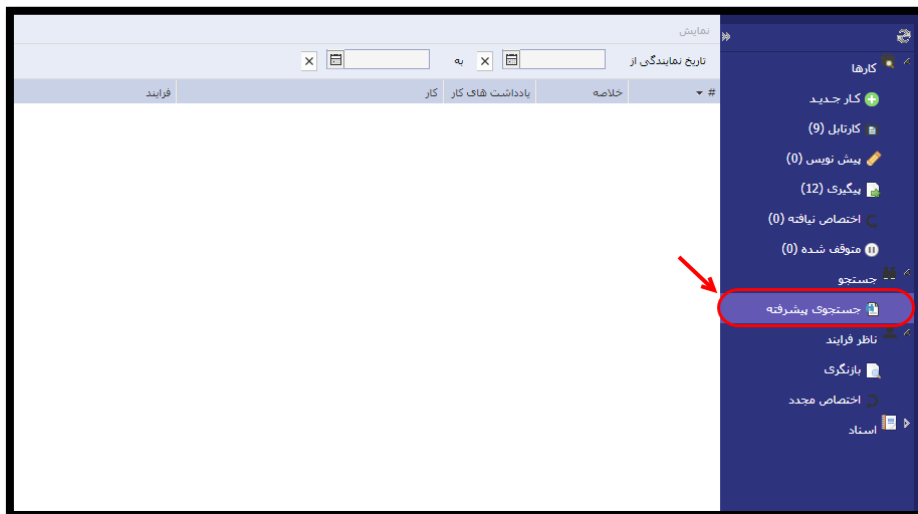 نمایش
تاریخ نمایندگی از
به
# خلاصه یادداشت های کار کار فرایند
کارها
کار جدید
کارتابل (9)
پیش نویس (0)
پیگیری (12)
اختصاص نیافته (0)
متوقف شده (0)
جستجو
جستجوی پیشرفته
ناظر فرایند
بازنگری
اختصاص مجدد
اسناد